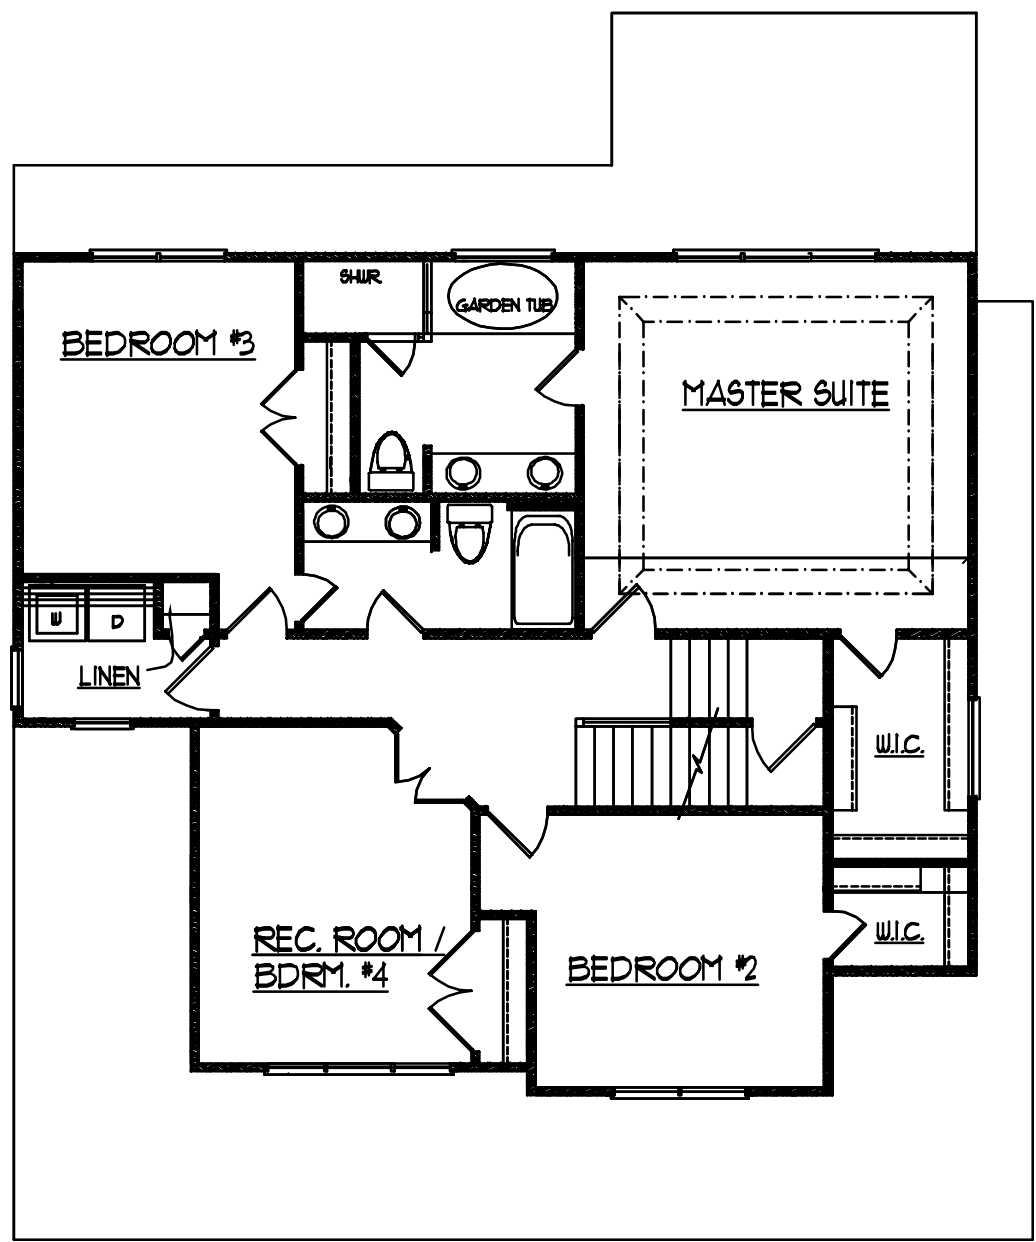 SHWR
GARDEN TUB
BEDROOM #3
MASTER SUITE
W
D
LINEN
W.I.C.
REC. ROOM /
BDRM. #4
BEDROOM #2
W.I.C.